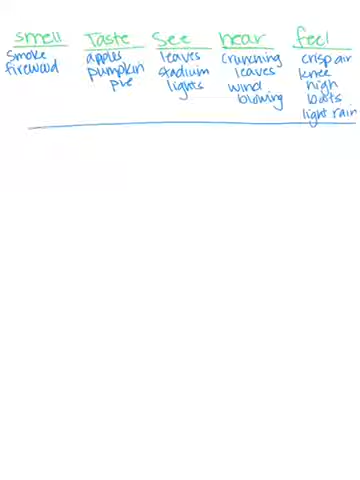 smell Taste See hear feel
smoke apples leaves crunching crisp air
firewood pumpkin stadium leaves knee
pie lights wind high
blowing boots
light rain